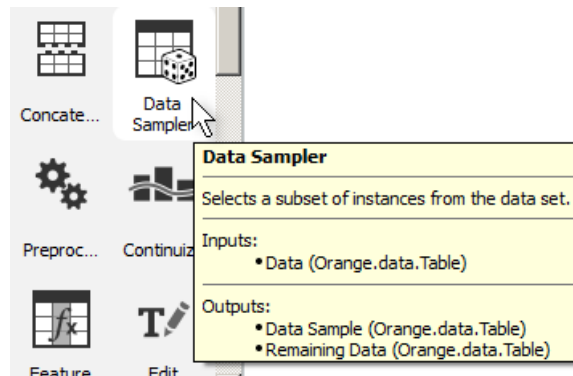 Concate...
Data
Sampler
Data Sampler
Selects a subset of instances from the data set.
Preproc...
Continuiz
Inputs:
• Data (Orange.data.Table)
Outputs:
• Data Sample (Orange.data.Table)
• Remaining Data (Orange.data.Table)
Feature
Edit